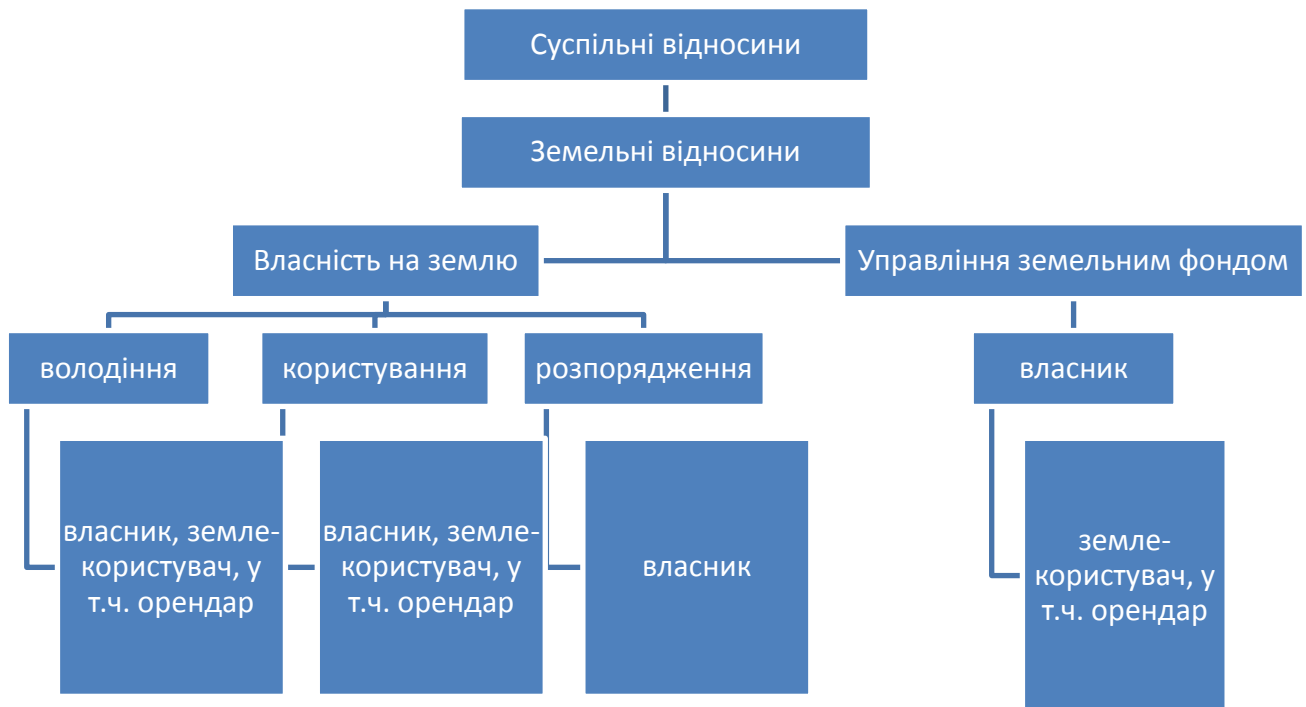 Суспільні відносини
Земельні відносини
Власність на землю
Управління земельним фондом
володіння
користування
розпорядження
власник
власник, земле-
користувач, у
т.ч. орендар
власник, земле-
користувач, у
т.ч. орендар
власник
земле-
користувач, у
т.ч. орендар